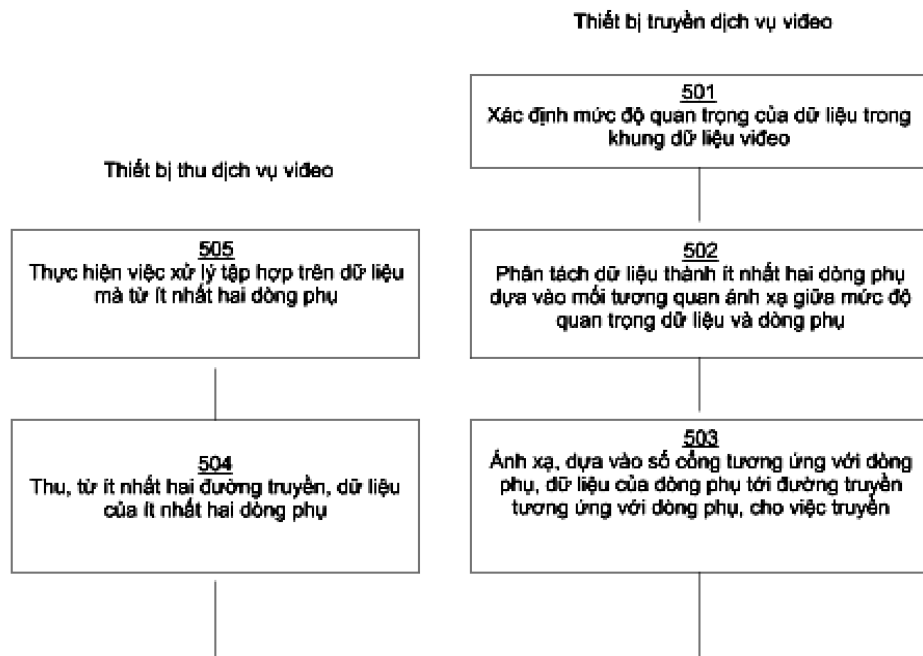 Thiết bị truyền dịch vụ video
501
Xác định mức độ quan trọng của dữ liệu trong
khung dữ liệu video
Thiết bị thu dịch vụ video
505
Thực hiện việc xử lý tập hợp trên dữ liệu
mà từ ít nhất hai dòng phụ
502
Phân tách dữ liệu thành ít nhất hai dòng phụ
dựa vào mối tương quan ánh xạ giữa mức độ
quan trọng dữ liệu và dòng phụ
504
Thu, từ ít nhất hai đường truyền, dữ liệu
của ít nhất hai dòng phụ
503
Ánh xạ, dựa vào số cổng tương ứng với dòng
phụ, dữ liệu của dòng phụ tới đường truyền
tương ứng với dòng phụ, cho việc truyền